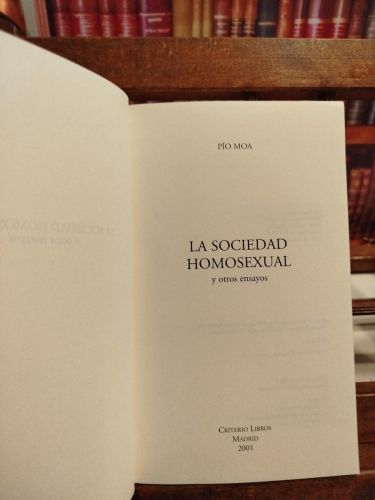 PÍO MOA
LA SOCIEDAD
HOMOSEXUAL
y otros ensayos
CRITERIO LIBROS
MADRID
2001